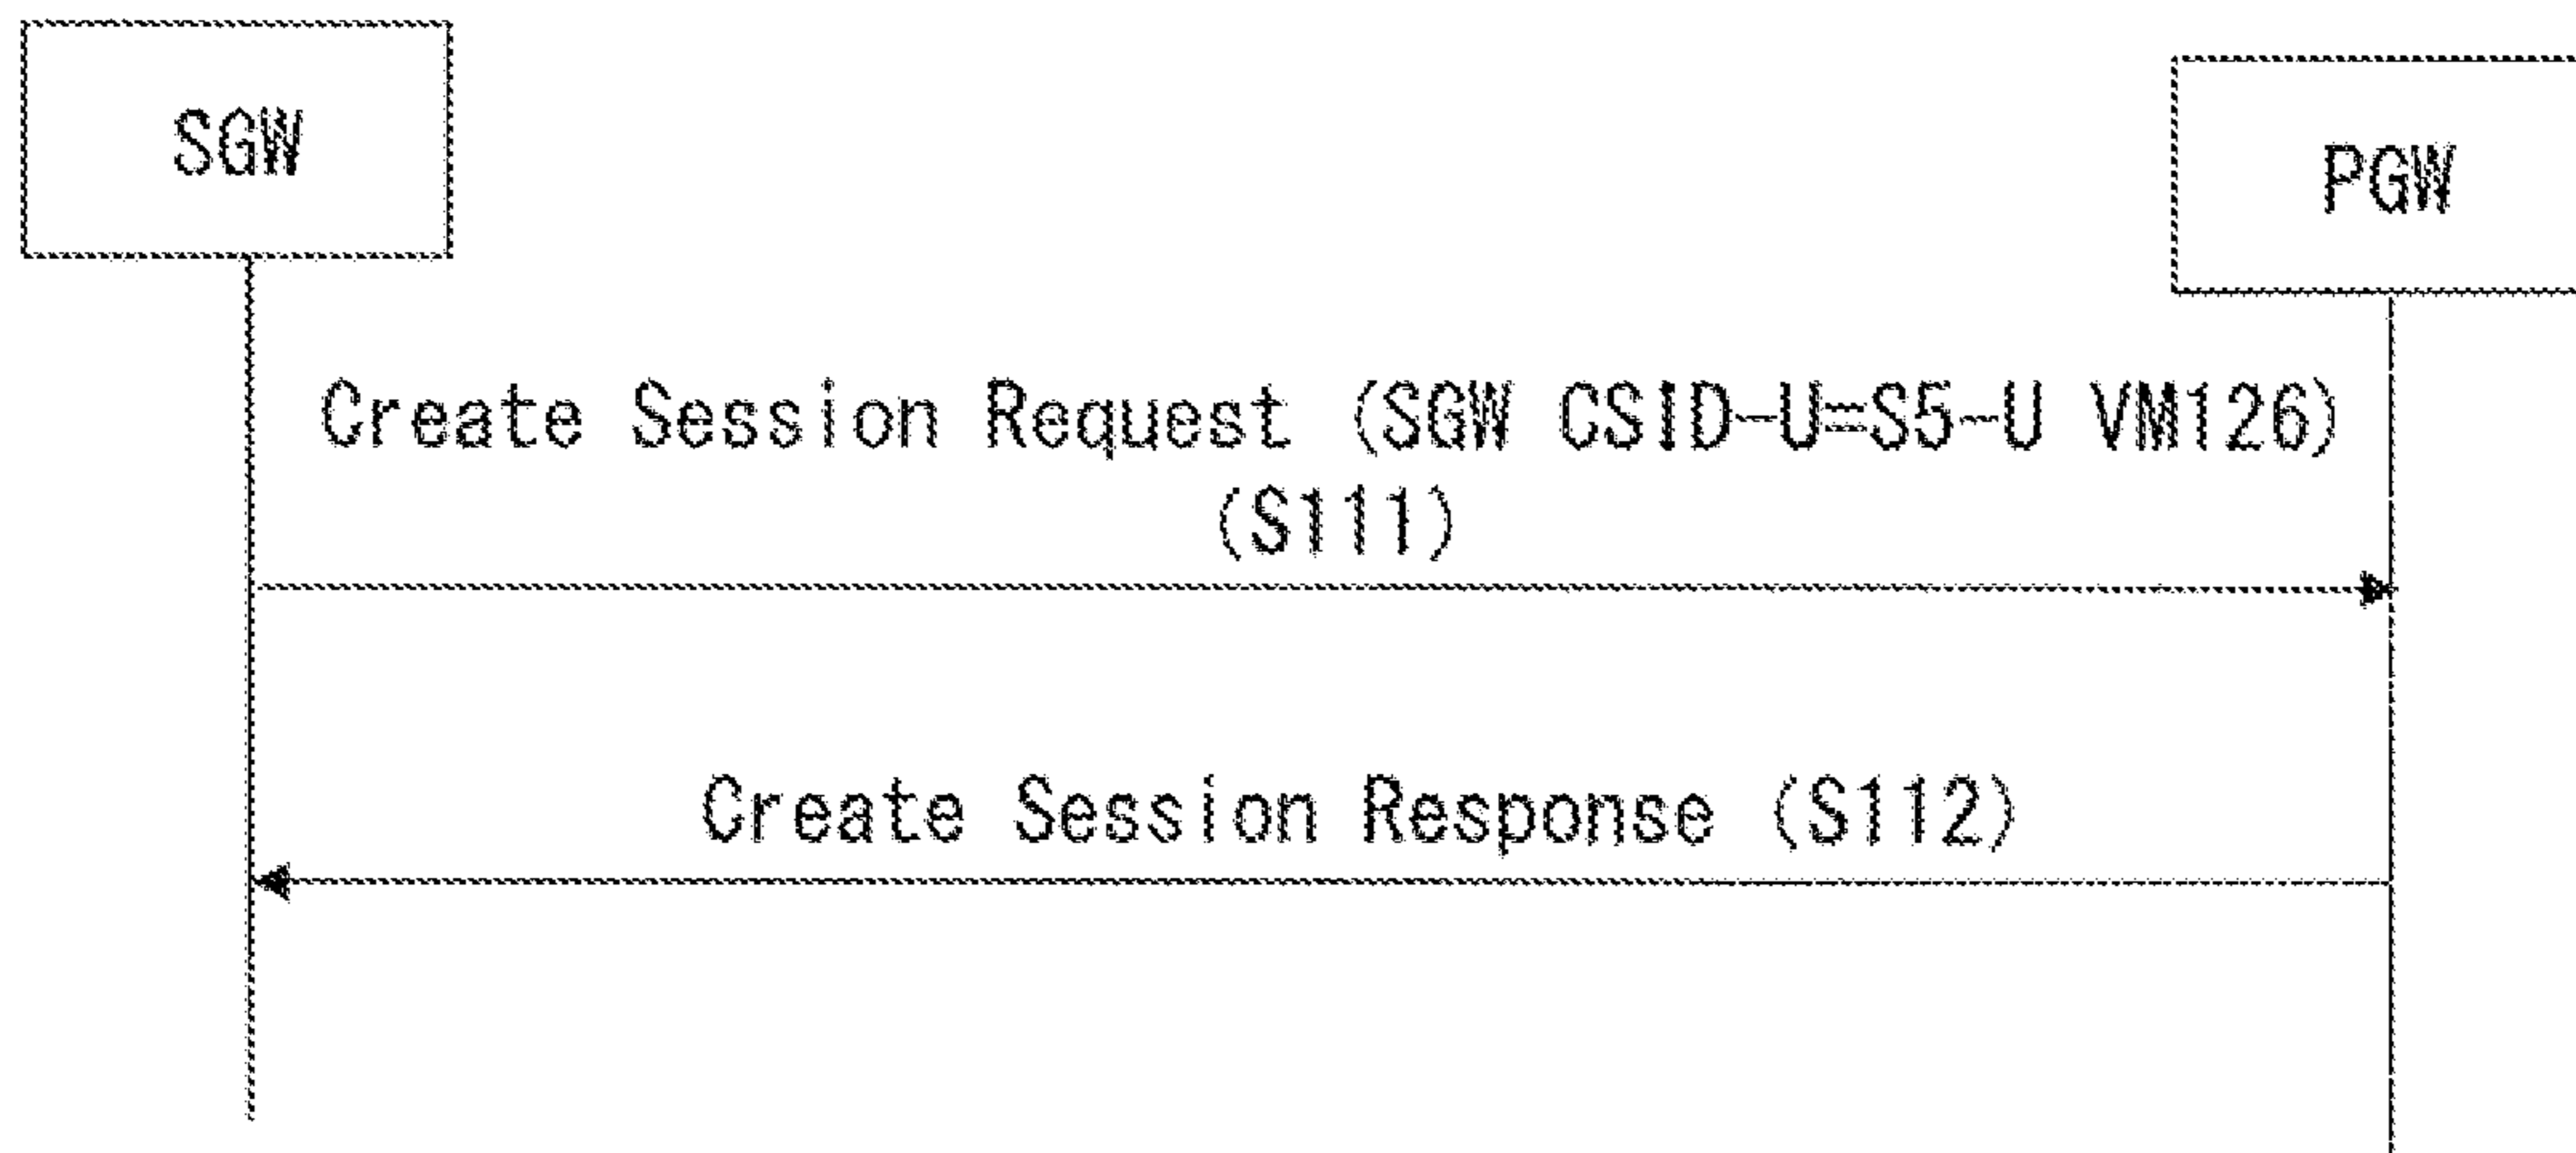 SGW
PGW
Create Session Request (SGW CSID-U=S5-U VM126)
(S111)
Create Session Response (S112)